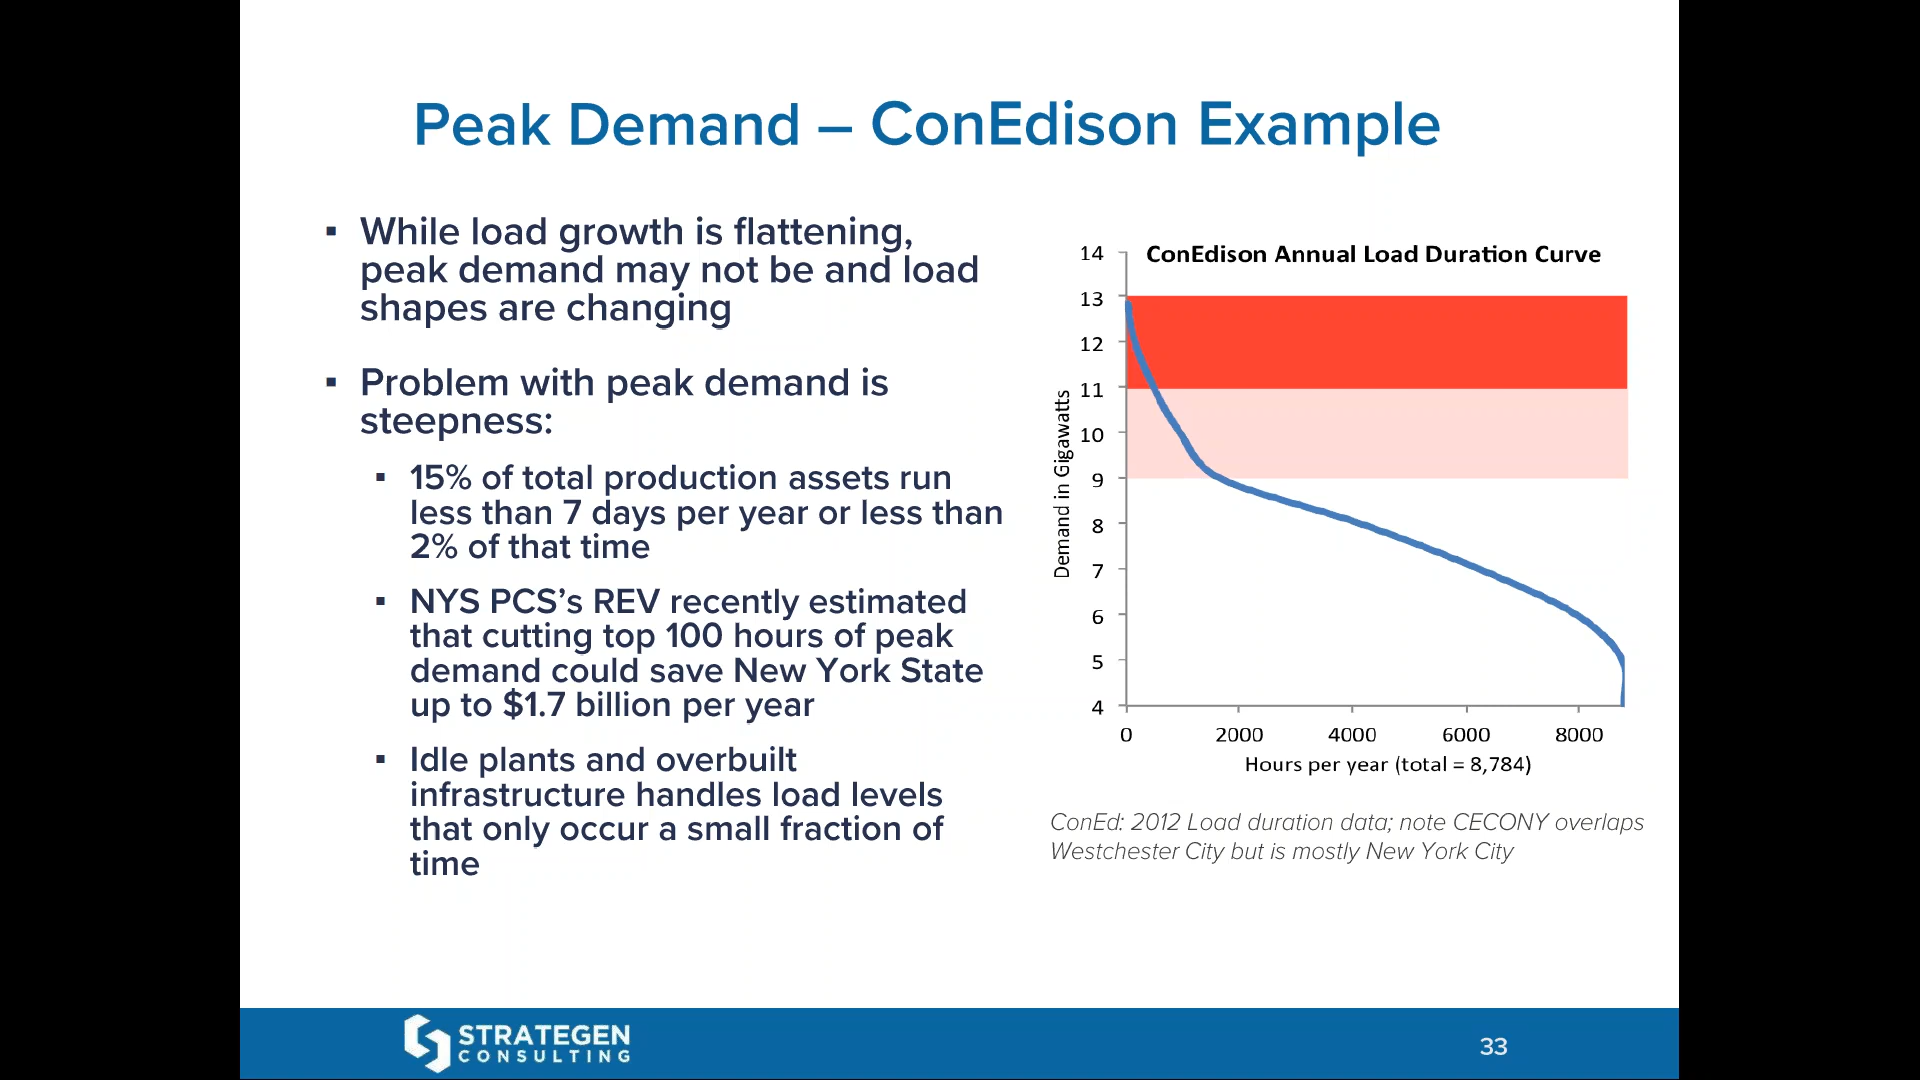 Peak Demand – ConEdison Example
▪ While load growth is flattening,
peak demand may not be and load
shapes are changing
▪ Problem with peak demand is
steepness:
▪ 15% of total production assets run
less than 7 days per year or less than
2% of that time
▪ NYS PCS’s REV recently estimated
that cutting top 100 hours of peak
demand could save New York State
up to $1.7 billion per year
▪ Idle plants and overbuilt
infrastructure handles load levels
that only occur a small fraction of
time
ConEdison Annual Load Duration Curve
Demand in Gigawatts
14
13
12
11
10
9
8
7
6
5
4
0 2000 4000 6000 8000
Hours per year (total = 8,784)
ConEd: 2012 Load duration data; note CECONY overlaps
Westchester City but is mostly New York City
STRATEGEN
CONSULTING
33